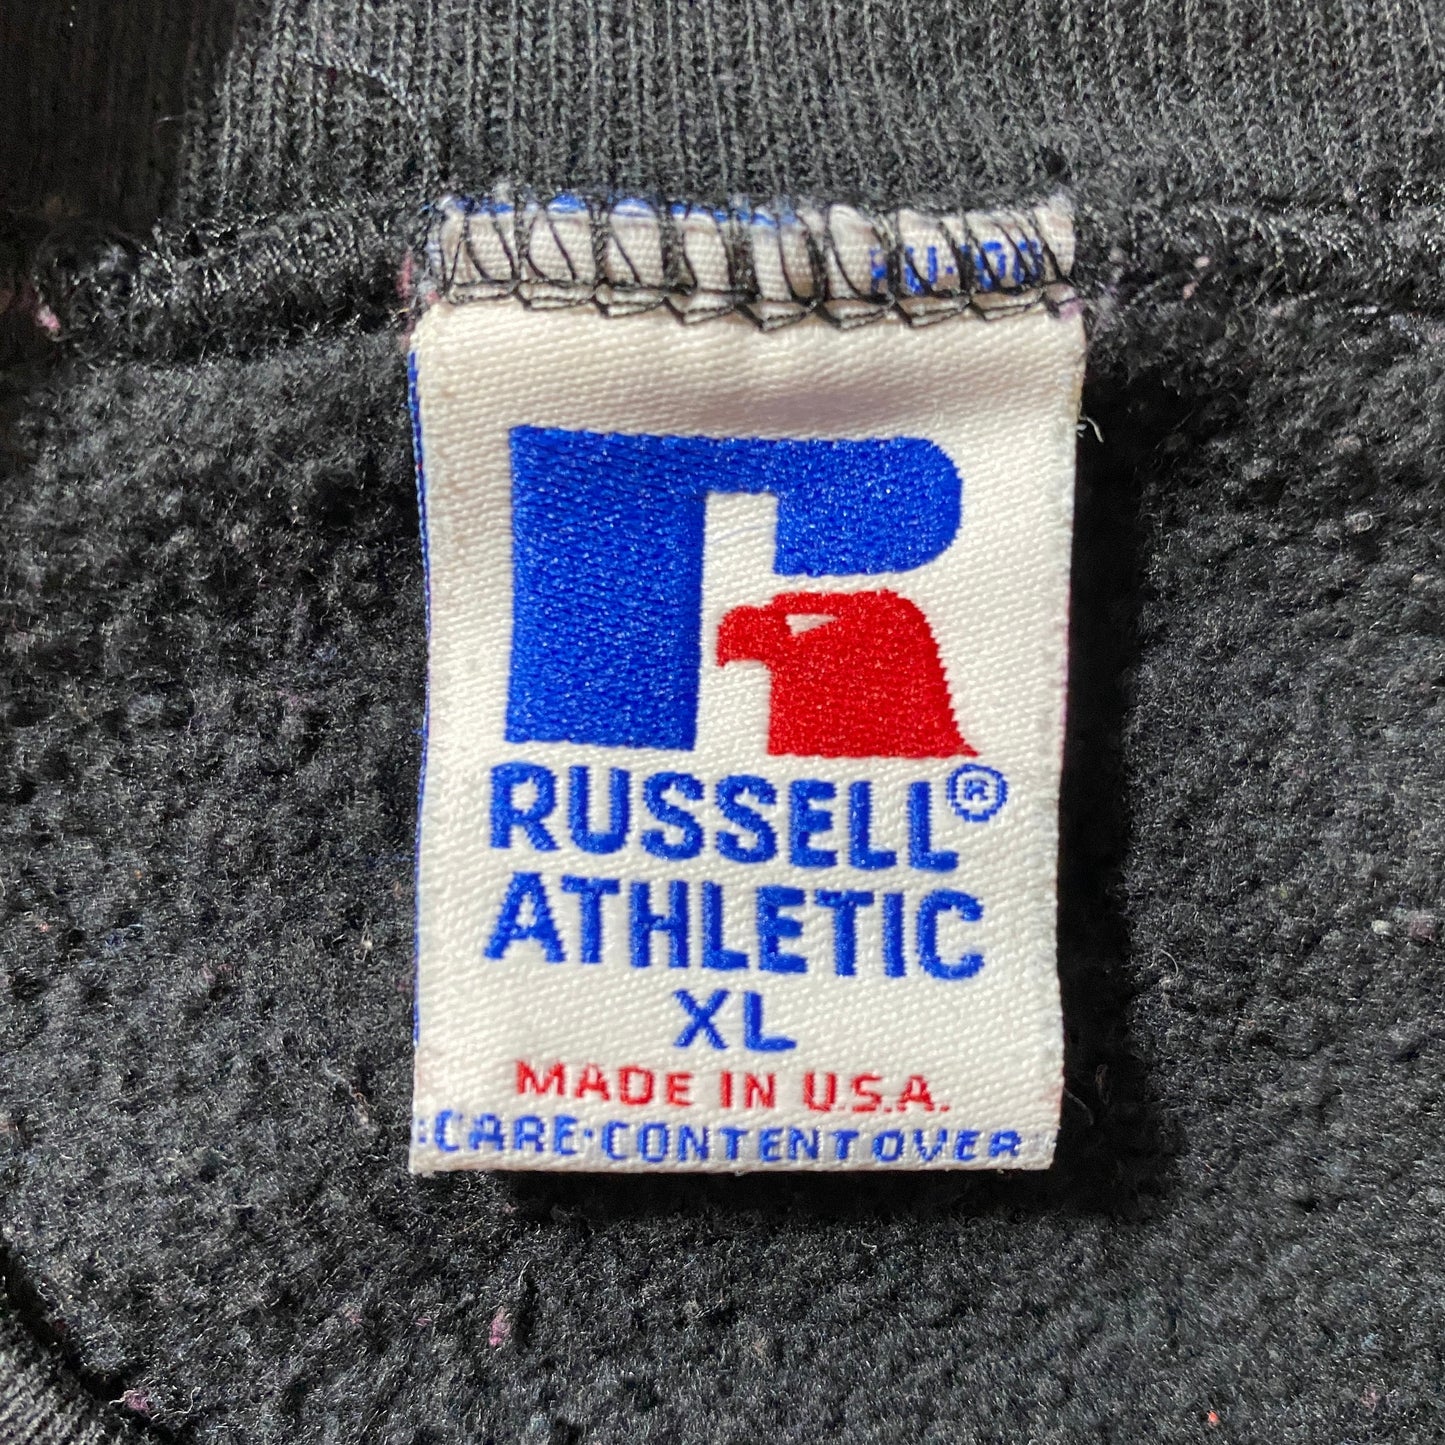 RUSSELL®
ATHLETIC
XL
MADE IN U.S.A.
CARE·CONTENT OVER